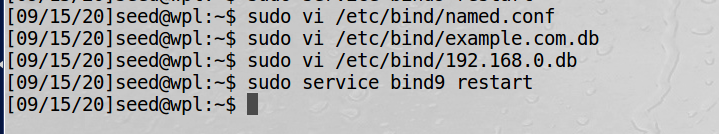 [09/15/20]seed@wpl:~$ sudo vi /etc/bind/named.conf
[09/15/20]seed@wpl:~$ sudo vi /etc/bind/example.com.db
[09/15/20]seed@wpl:~$ sudo vi /etc/bind/192.168.0.db
[09/15/20]seed@wpl:~$ sudo service bind9 restart
[09/15/20]seed@wpl:~$